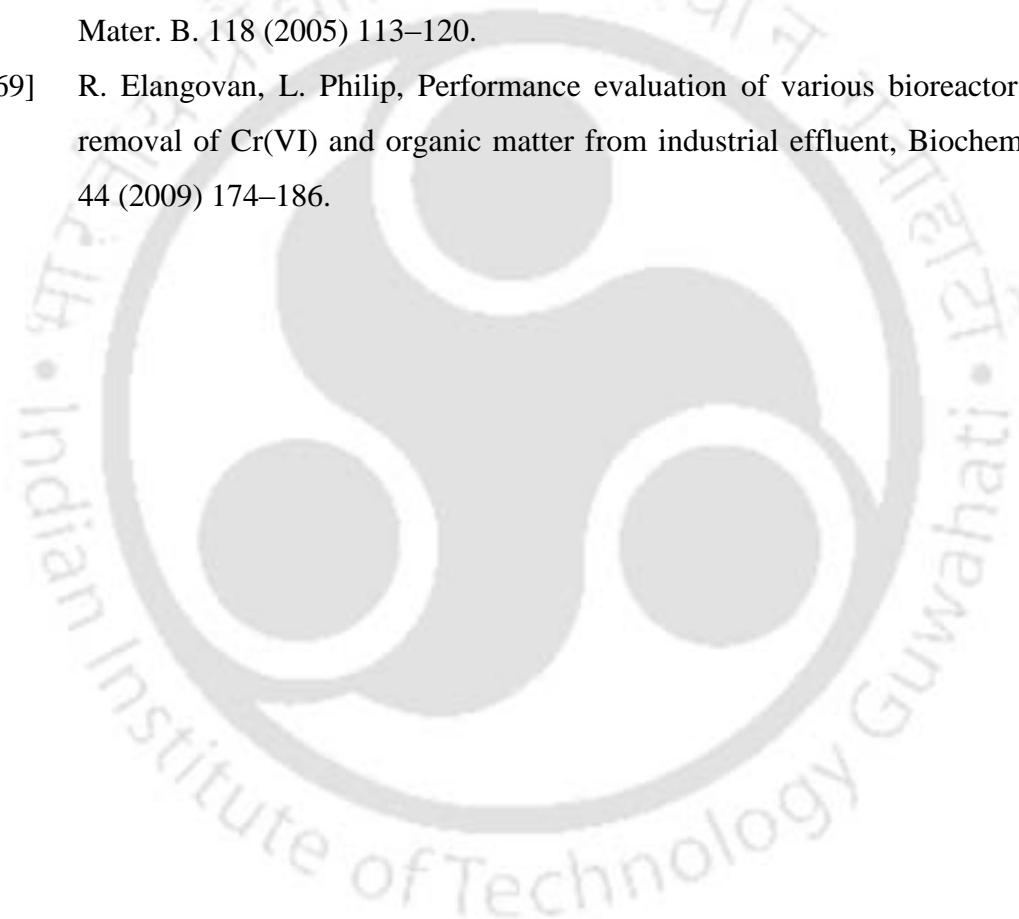 Mater. B. 118 (2005) 113–120.
69] R. Elangovan, L. Philip, Performance evaluation of various bioreactor
removal of Cr(VI) and organic matter from industrial effluent, Biochem
44 (2009) 174–186.
Indian Institute of Technology Guwahati